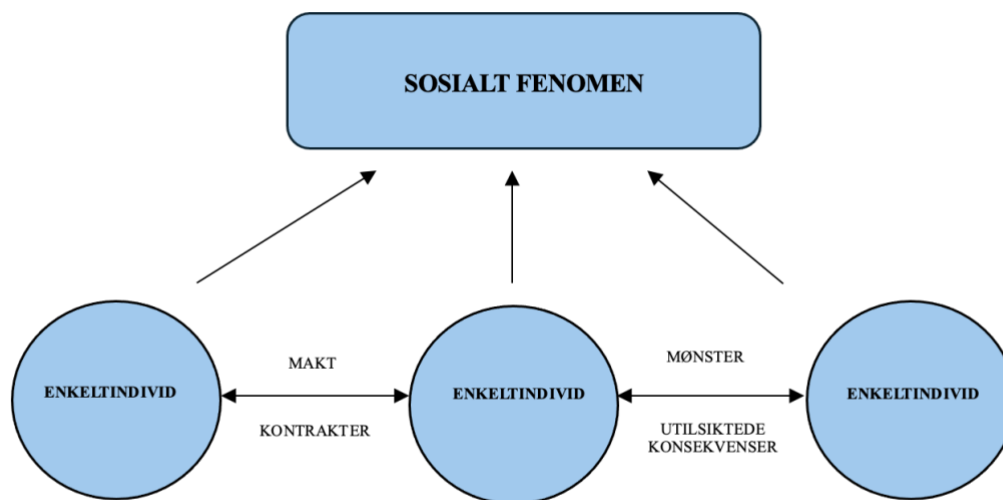 SOSIALT FENOMEN
MAKT
MØNSTER
ENKELTINDIVID
ENKELTINDIVID
ENKELTINDIVID
KONTRAKTER
UTILSIKTEDE
KONSEKVENSER